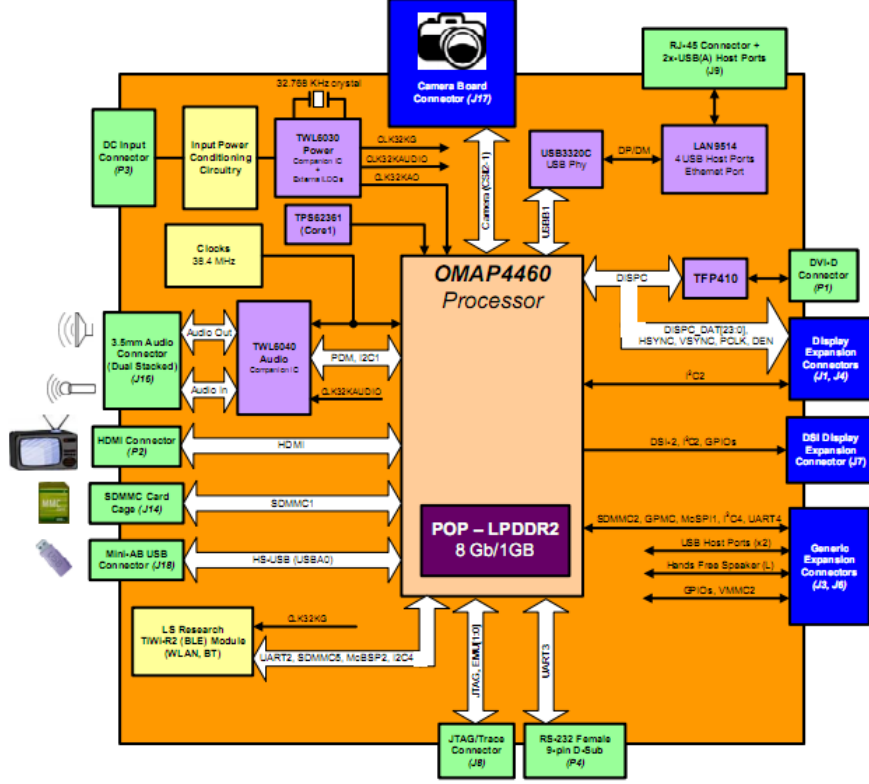 Camera Board
Connector (J17)
RJ-45 Connector +
2x-USB(A) Host Ports
(J9)
32.768 KHz crystal
DC Input
Connector
(P3)
Input Power
Conditioning
Circuitry
TWL6030
Power
Companion IC
+
External LDOs
CLK32KG
CLK32KAUDIO
CLK32KAO
USB3320C
USB Phy
DP/DM
LAN9514
4 USB Host Ports
Ethernet Port
Camera (CSI2-1)
USBB1
TPS62361
(Core1)
Clocks
38.4 MHz
OMAP4460
Processor
DISPC
TFP410
DVI-D
Connector
(P1)
DISPC_DAT[23:0],
HSYNC, VSYNC, PCLK, DEN
Display
Expansion
Connectors
(J1, J4)
3.5mm Audio
Connector
(Dual Stacked)
(J16)
Audio Out
Audio In
TWL6040
Audio
Companion IC
PDM, I2C1
CLK32KAUDIO
I²C2
HDMI Connector
(P2)
HDMI
DSI-2, I²C2, GPIOs
DSI Display
Expansion
Connector (J7)
MMC
SDMMC Card
Cage (J14)
SDMMC1
POP – LPDDR2
8 Gb/1GB
SDMMC2, GPMC, McSPI1, I²C4, UART4
USB Host Ports (x2)
Hands Free Speaker (L)
GPIOs, VMMC2
Generic
Expansion
Connectors
(J3, J6)
Mini-AB USB
Connector (J18)
HS-USB (USBA0)
LS Research
TIWI-R2 (BLE) Module
(WLAN, BT)
CLK32KG
UART2, SDMMC5, McBSP2, I2C4
JTAG, EMU[1:0]
UART3
JTAG/Trace
Connector
(J8)
RS-232 Female
9-pin D-Sub
(P4)